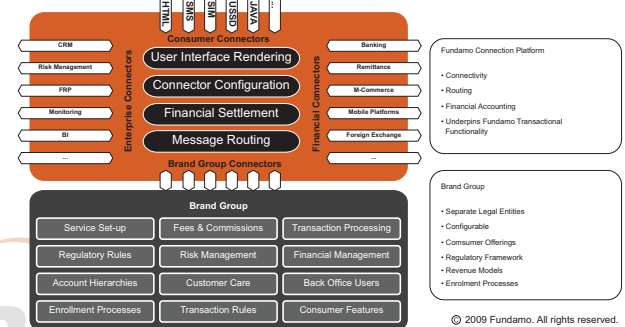 HTML
SMS
SIM
USSD
JAVA
...
Consumer Connectors
CRM
Risk Management
FRP
Monitoring
BI
...
Enterprise Connectors
User Interface Rendering
Connector Configuration
Financial Settlement
Message Routing
Financial Connectors
Banking
Remittance
M-Commerce
Mobile Platforms
Foreign Exchange
...
Brand Group Connectors
Brand Group
Service Set-up
Fees & Commissions
Transaction Processing
Regulatory Rules
Risk Management
Financial Management
Account Hierarchies
Customer Care
Back Office Users
Enrollment Processes
Transaction Rules
Consumer Features
Fundamo Connection Platform
• Connectivity
• Routing
• Financial Accounting
• Underpins Fundamo Transactional
Functionality
Brand Group
• Separate Legal Entities
• Configurable
• Comsumer Offerings
• Regulatory Framework
• Revenue Models
• Enrolment Processes
© 2009 Fundamo. All rights reserved.